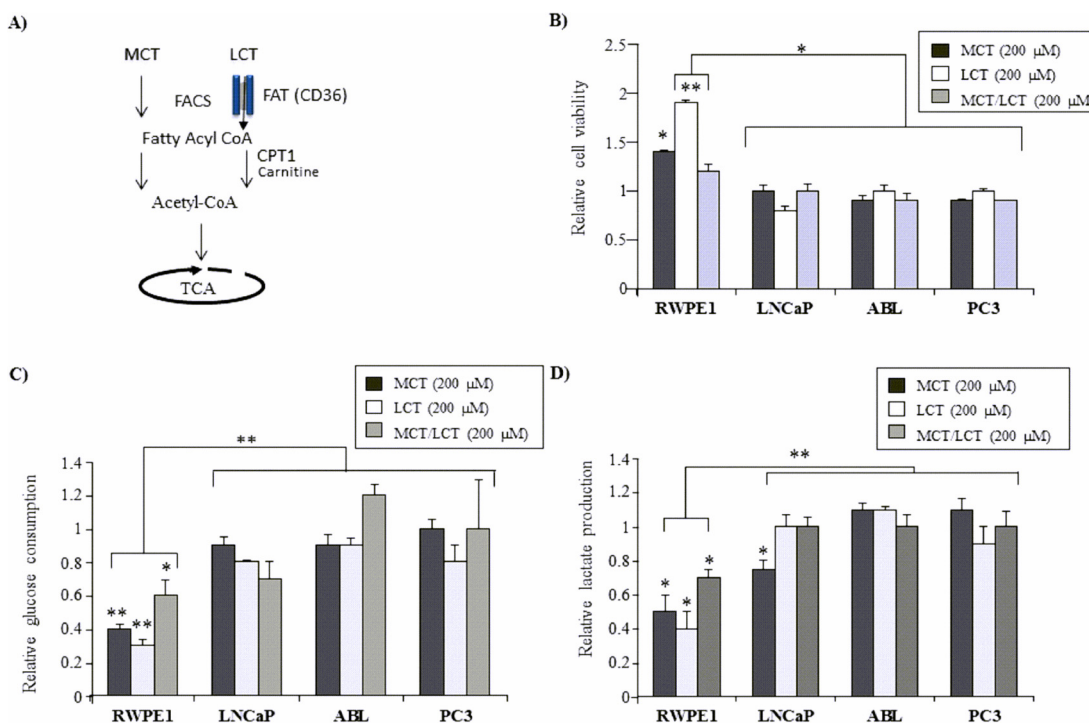 A)
MCT LCT
FACS FAT (CD36)
Fatty Acyl CoA
CPT1
Carnitine
Acetyl-CoA
TCA
B)
MCT (200 μM)
LCT (200 μM)
MCT/LCT (200 μM)
*
**
*
Relative cell viability
2.5
2
1.5
1
0.5
0
RWPE1 LNCaP ABL PC3
C)
MCT (200 μM)
LCT (200 μM)
MCT/LCT (200 μM)
**
*
**
**
Relative glucose consumption
1.4
1.2
1
0.8
0.6
0.4
0.2
0
RWPE1 LNCaP ABL PC3
D)
MCT (200 μM)
LCT (200 μM)
MCT/LCT (200 μM)
**
*
*
*
*
Relative lactate production
1.4
1.2
1
0.8
0.6
0.4
0.2
0
RWPE1 LNCaP ABL PC3